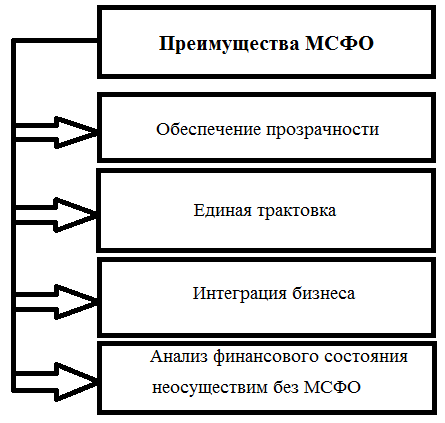 Преимущества МСФО
Обеспечение прозрачности
Единая трактовка
Интеграция бизнеса
Анализ финансового состояния
неосуществим без МСФО